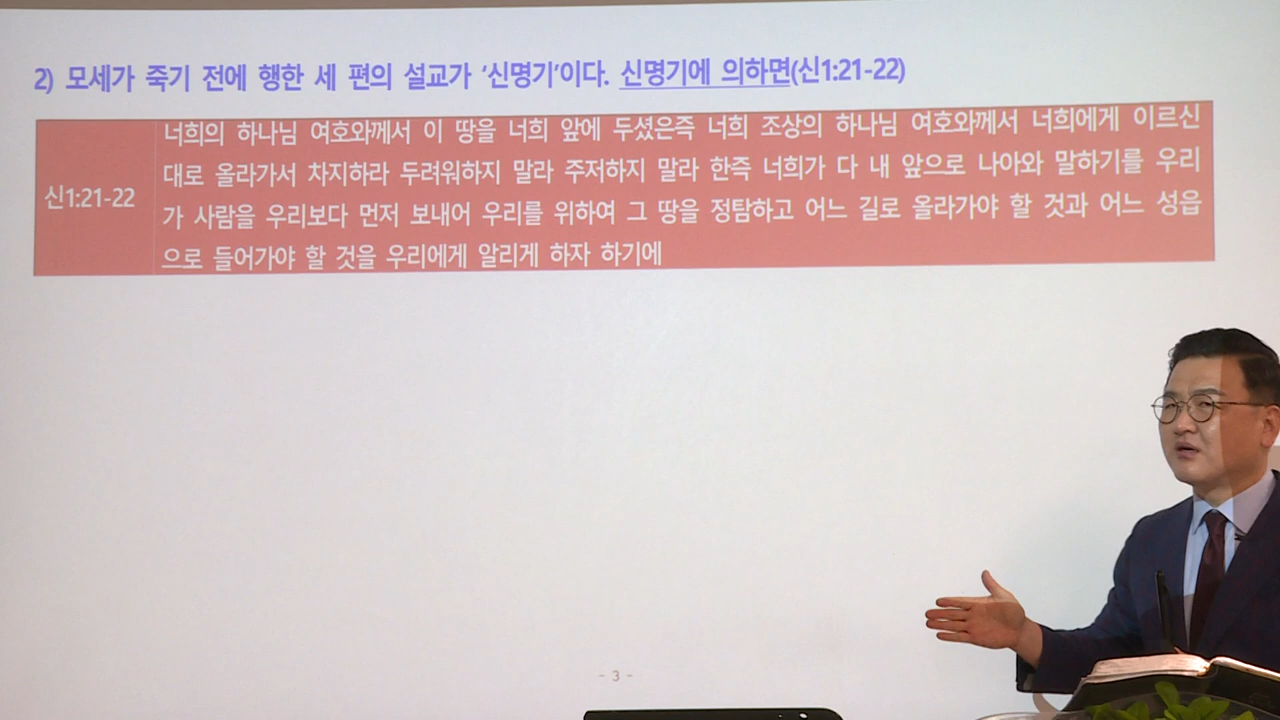 2) 모세가 죽기 전에 행한 세 편의 설교가 ‘신명기’이다. 신명기에 의하면(신1:21-22)
신1:21-22
너희의 하나님 여호와께서 이 땅을 너희 앞에 두셨은즉 너희 조상의 하나님 여호와께서 너희에게 이르신
대로 올라가서 차지하라 두려워하지 말라 주저하지 말라 한즉 너희가 다 내 앞으로 나아와 말하기를 우리
가 사람을 우리보다 먼저 보내어 우리를 위하여 그 땅을 정탐하고 어느 길로 올라가야 할 것과 어느 성읍
으로 들어가야 할 것을 우리에게 알리게 하자 하기에
- 3 -